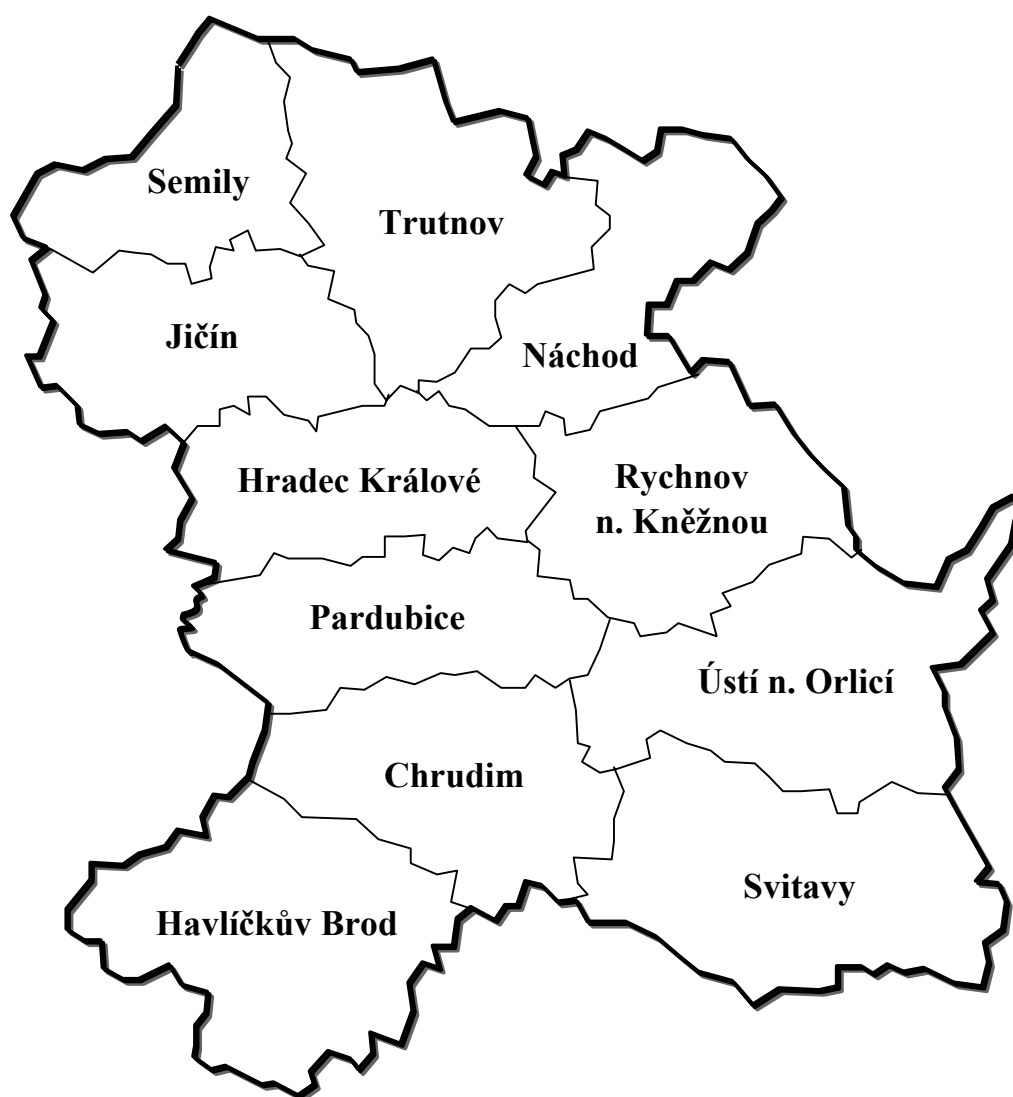 Semily
Trutnov
Jičín
Náchod
Hradec Králové
Rychnov
n. Kněžnou
Pardubice
Ústí n. Orlicí
Chrudim
Svitavy
Havlíčkův Brod